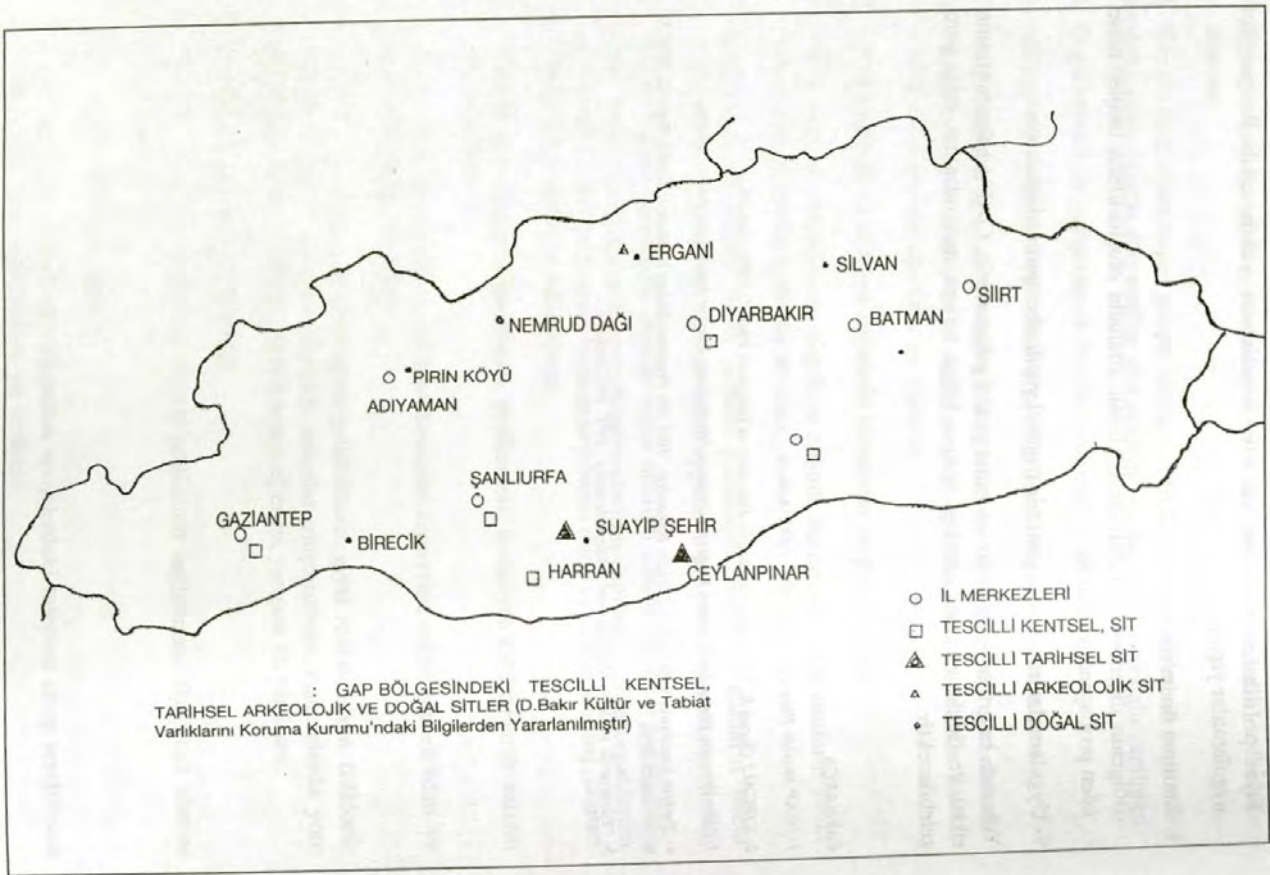 ERGANİ
SİLVAN
SİİRT
NEMRUD DAĞI
DİYARBAKIR
BATMAN
PİRİN KÖYÜ
ADIYAMAN
ŞANLIURFA
GAZİANTEP
BİRECİK
SUAYİP ŞEHİR
HARRAN
CEYLANPINAR
İL MERKEZLERİ
TESCİLLİ KENTSEL, SİT
TESCİLLİ TARİHSEL SİT
TESCİLLİ ARKEOLOJİK SİT
TESCİLLİ DOĞAL SİT
: GAP BÖLGESİNDEKİ TESCİLLİ KENTSEL,
TARİHSEL ARKEOLOJİK VE DOĞAL SİTLER (D.Bakır Kültür ve Tabiat
Varlıklarını Koruma Kurumu'ndaki Bilgilerden Yararlanılmıştır)